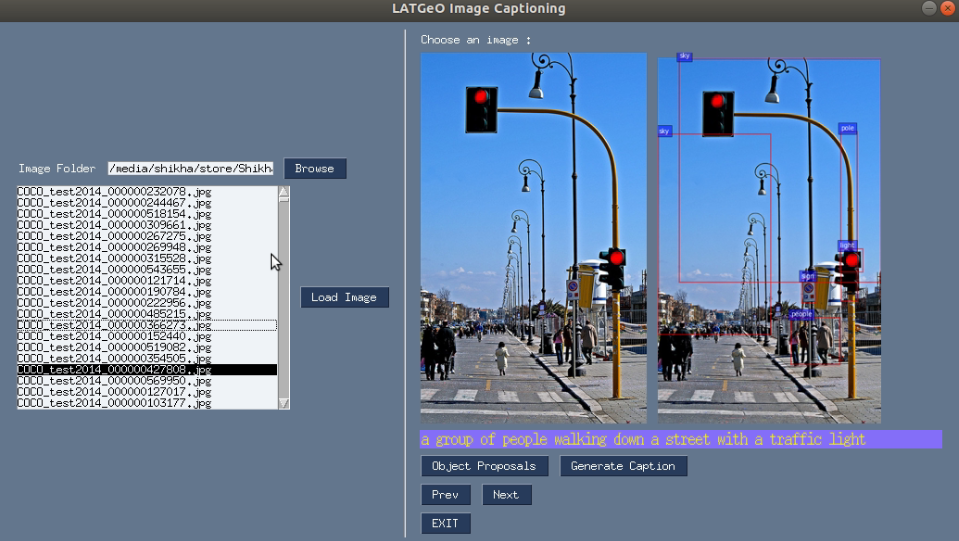 LATGeO Image Captioning
Image Folder /media/shikha/store/Shikh Browse
COCO_test2014_000000232078.jpg
COCO_test2014_000000244467.jpg
COCO_test2014_000000518154.jpg
COCO_test2014_000000309661.jpg
COCO_test2014_000000267275.jpg
COCO_test2014_000000269948.jpg
COCO_test2014_000000315528.jpg
COCO_test2014_000000543655.jpg
COCO_test2014_000000121714.jpg
COCO_test2014_000000190784.jpg
COCO_test2014_000000222956.jpg
COCO_test2014_000000485215.jpg
COCO_test2014_000000366273.jpg
COCO_test2014_000000152440.jpg
COCO_test2014_000000519082.jpg
COCO_test2014_000000354505.jpg
COCO_test2014_000000427808.jpg
COCO_test2014_000000569950.jpg
COCO_test2014_000000127017.jpg
COCO_test2014_000000103177.jpg
Load Image
Choose an image :
sky
sky
pole
light
sign
people
a group of people walking down a street with a traffic light
Object Proposals Generate Caption
Prev Next
EXIT